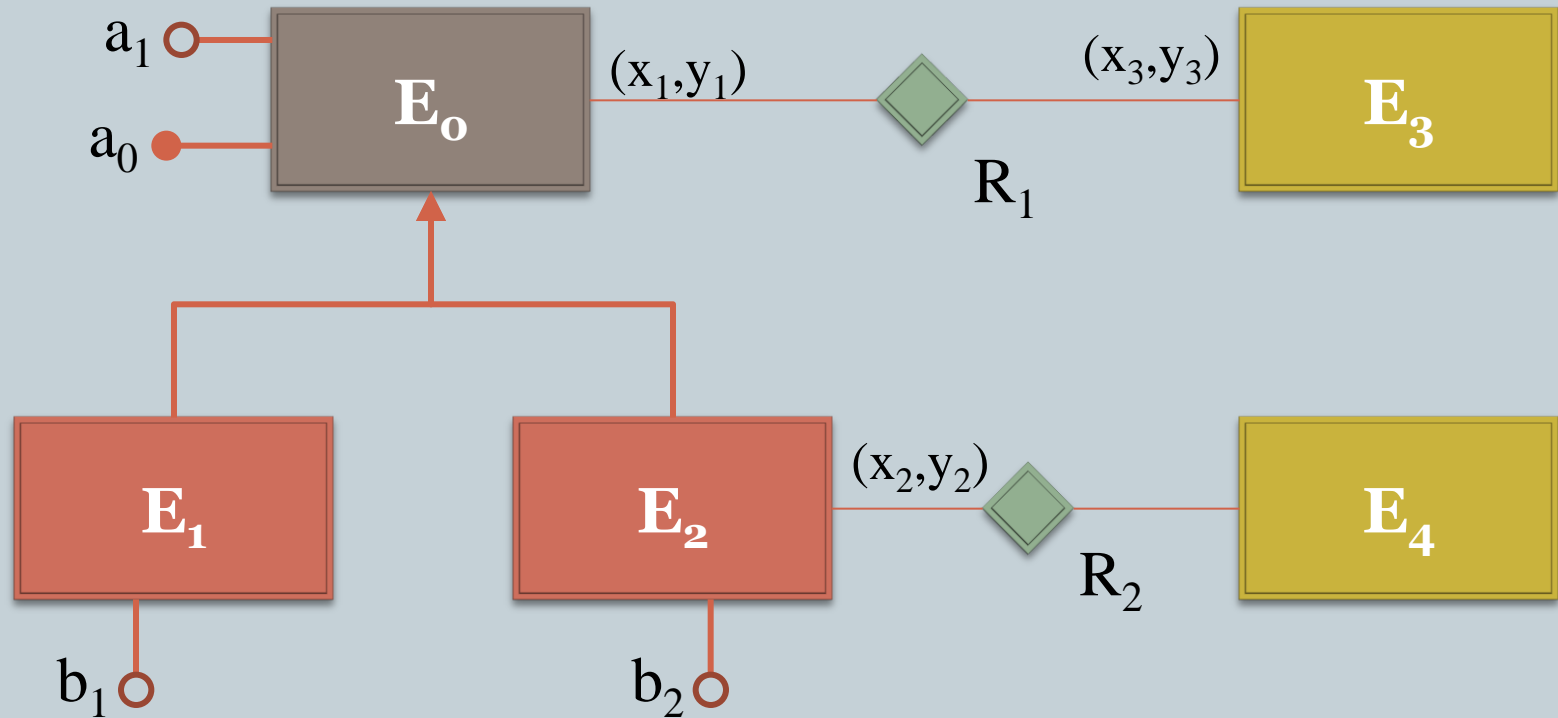 a₁
E₀
(x₁,y₁)
(x₃,y₃)
E₃
a₀
R₁
E₁
E₂
(x₂,y₂)
E₄
R₂
b₁
b₂